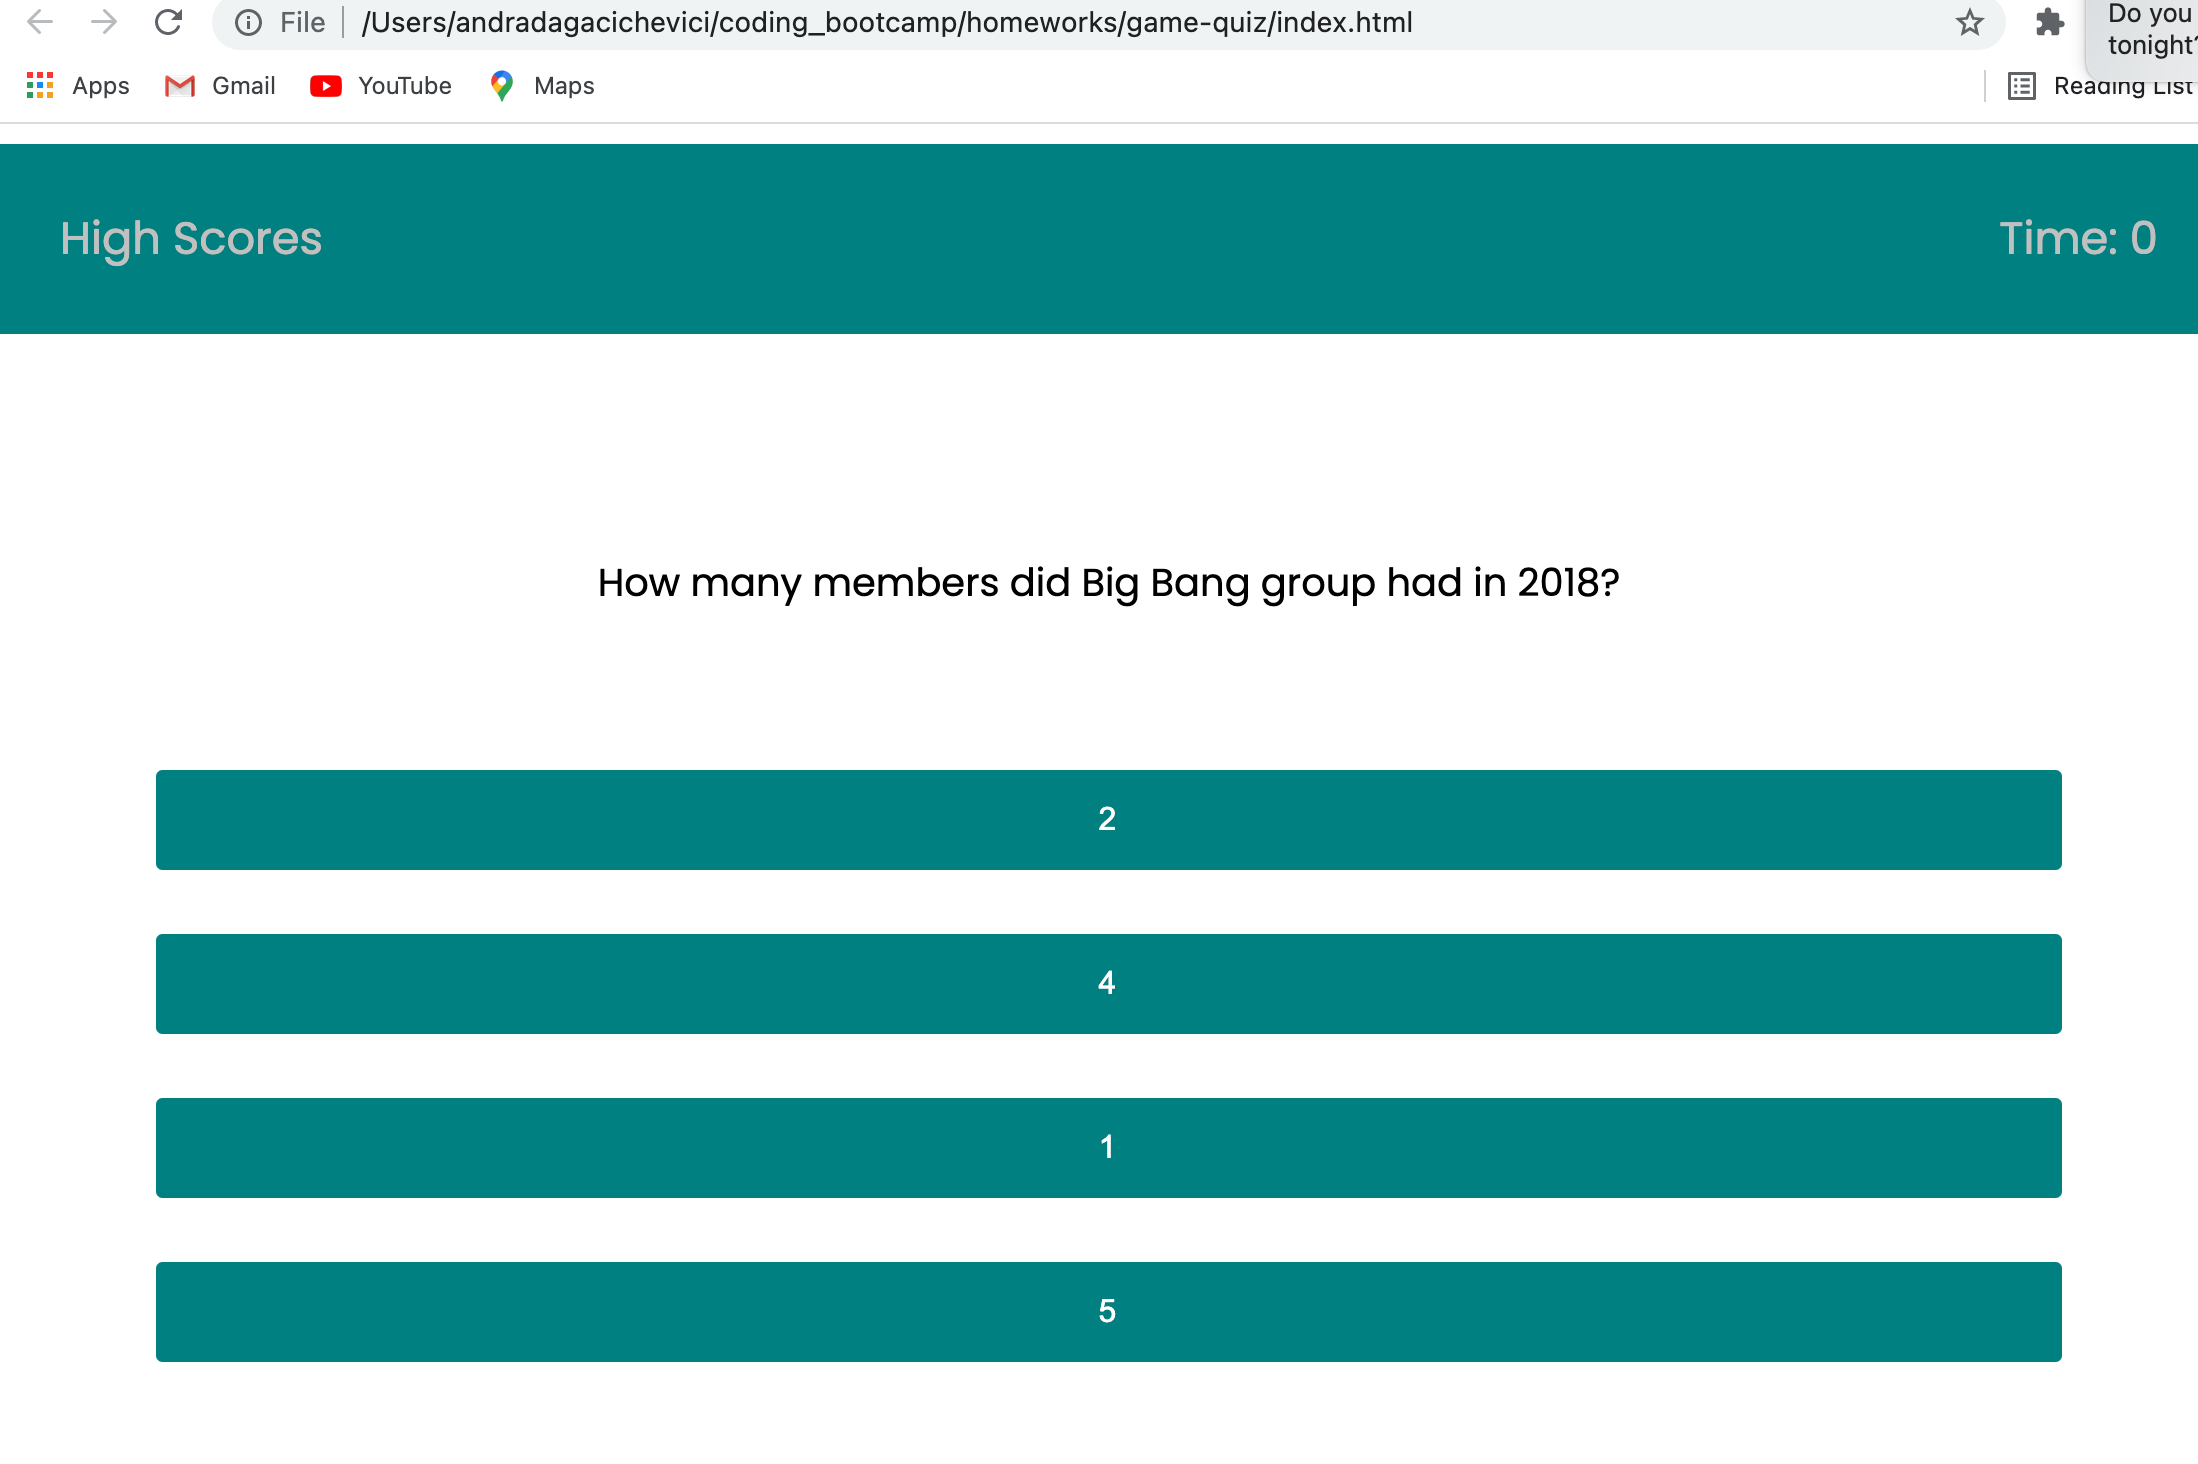 File /Users/andradagacichevici/coding_bootcamp/homeworks/game-quiz/index.html
Do you
tonight?
Apps Gmail YouTube Maps Reading List
High Scores Time: 0
How many members did Big Bang group had in 2018?
2
4
1
5